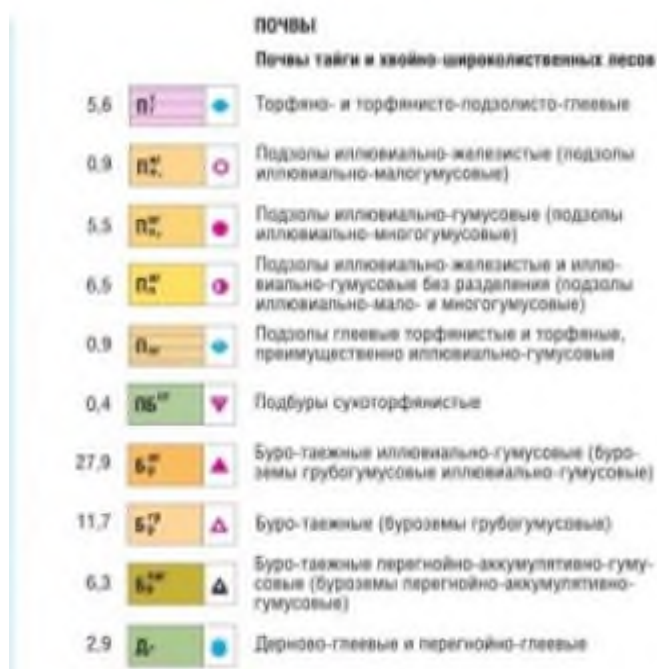 ПОЧВЫ
Почвы тайги и хвойно-широколиственных лесов
5,6 Торфяно- и торфянисто-подзолисто-глеевые
0,9 Подзолы иллювиально-железистые (подзолы
иллювиально-малогумусовые)
5,5 Подзолы иллювиально-гумусовые (подзолы
иллювиально-многогумусовые)
6,5 Подзолы иллювиально-железистые и иллю-
виально-гумусовые без разделения (подзолы
иллювиально-мало- и многогумусовые)
0,9 Подзолы глеевые торфянистые и торфяные,
преимущественно иллювиально-гумусовые
0,4 ПБ Подбуры сухоторфянистые
27,9 Буро-таежные иллювиально-гумусовые (буро-
земы грубогумусовые иллювиально-гумусовые)
11,7 Буро-таежные (буроземы грубогумусовые)
6,3 Буро-таежные перегнойно-аккумулятивно-гуму-
совые (буроземы перегнойно-аккумулятивно-
гумусовые)
2,9 Дерново-глеевые и перегнойно-глеевые